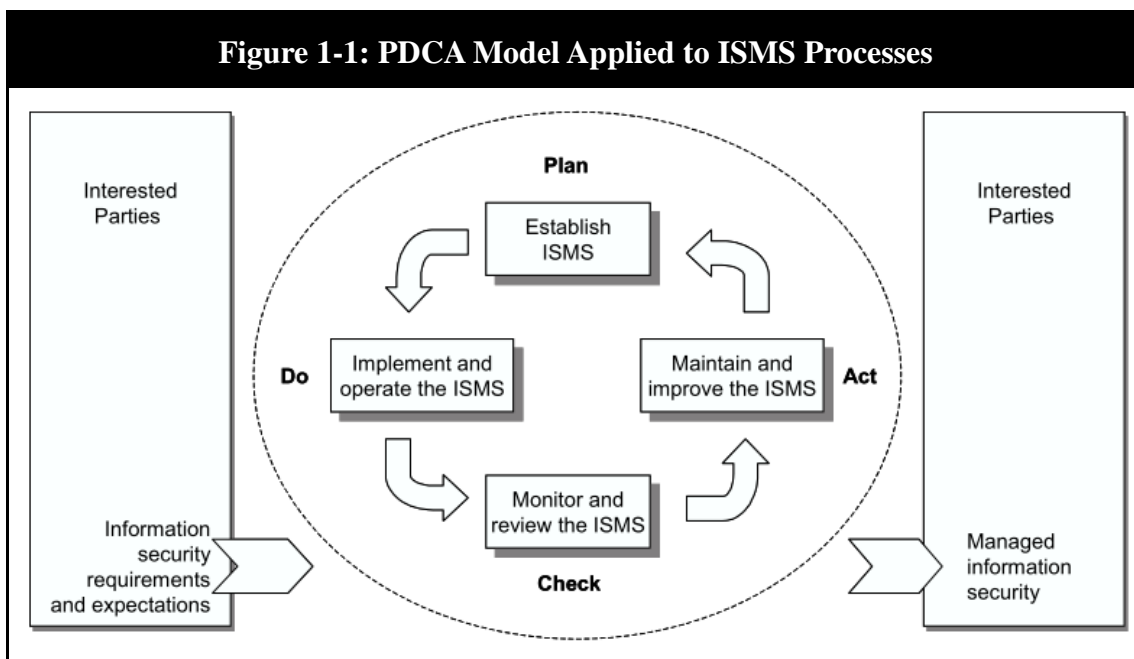 Figure 1-1: PDCA Model Applied to ISMS Processes
Interested
Parties
Information
security
requirements
and expectations
Plan
Establish
ISMS
Do
Implement and
operate the ISMS
Maintain and
improve the ISMS
Act
Monitor and
review the ISMS
Check
Interested
Parties
Managed
information
security